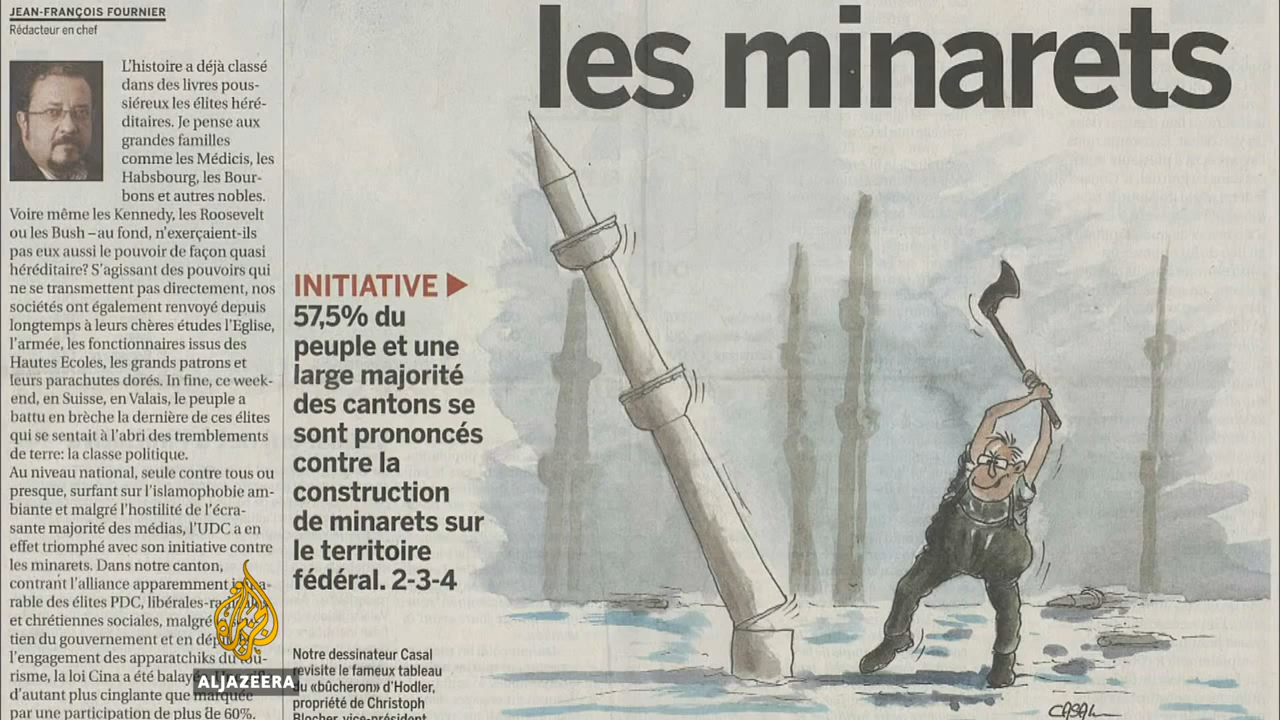 JEAN-FRANÇOIS FOURNIER
Rédacteur en chef
L'histoire a déjà classé
dans des livres pous-
siéreux les élites héré-
ditaires. Je pense aux
grandes familles
comme les Médicis, les
Habsbourg, les Bour-
bons et autres nobles.
Voire même les Kennedy, les Roosevelt
ou les Bush – au fond, n'exerçaient-ils
pas eux aussi le pouvoir de façon quasi
héréditaire? S'agissant des pouvoirs qui
ne se transmettent pas directement, nos
sociétés ont également renvoyé depuis
longtemps à leurs chères études l'Eglise,
l'armée, les fonctionnaires issus des
Hautes Ecoles, les grands patrons et
leurs parachutes dorés. In fine, ce week-
end, en Suisse, en Valais, le peuple a
battu en brèche la dernière de ces élites
qui se sentait à l'abri des tremblements
de terre: la classe politique.
Au niveau national, seule contre tous ou
presque, surfant sur l'islamophobie am-
biante et malgré l'hostilité de l'écra-
sante majorité des médias, l'UDC a en
effet triomphé avec son initiative contre
les minarets. Dans notre canton,
contrant l'alliance apparemment
rable des élites PDC,
et chrétiennes sociales, malgré
tien du gouvernement et en
l'engagement des apparatchiks du
risme, la loi Cina a été
d'autant plus cinglante que marquée
par une participation de plus de 60%.
les minarets
INITIATIVE ▶
57,5% du
peuple et une
large majorité
des cantons se
sont prononcés
contre la
construction
de minarets sur
le territoire
fédéral. 2-3-4
Notre dessinateur Casal
revisite le fameux tableau
du «bûcheron» d'Hodler,
propriété de Christoph
Blocher, vice-président
CASAL
ALJAZEERA